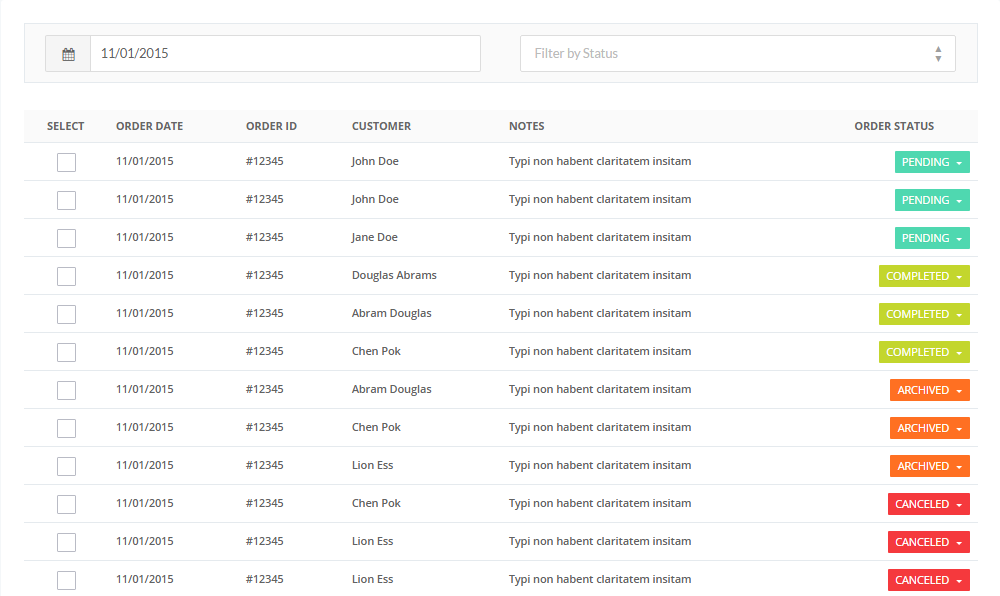 11/01/2015 Filter by Status
SELECT ORDER DATE ORDER ID CUSTOMER NOTES ORDER STATUS
11/01/2015 #12345 John Doe Typi non habent claritatem insitam PENDING
11/01/2015 #12345 John Doe Typi non habent claritatem insitam PENDING
11/01/2015 #12345 Jane Doe Typi non habent claritatem insitam PENDING
11/01/2015 #12345 Douglas Abrams Typi non habent claritatem insitam COMPLETED
11/01/2015 #12345 Abram Douglas Typi non habent claritatem insitam COMPLETED
11/01/2015 #12345 Chen Pok Typi non habent claritatem insitam COMPLETED
11/01/2015 #12345 Abram Douglas Typi non habent claritatem insitam ARCHIVED
11/01/2015 #12345 Chen Pok Typi non habent claritatem insitam ARCHIVED
11/01/2015 #12345 Lion Ess Typi non habent claritatem insitam ARCHIVED
11/01/2015 #12345 Chen Pok Typi non habent claritatem insitam CANCELED
11/01/2015 #12345 Lion Ess Typi non habent claritatem insitam CANCELED
11/01/2015 #12345 Lion Ess Typi non habent claritatem insitam CANCELED